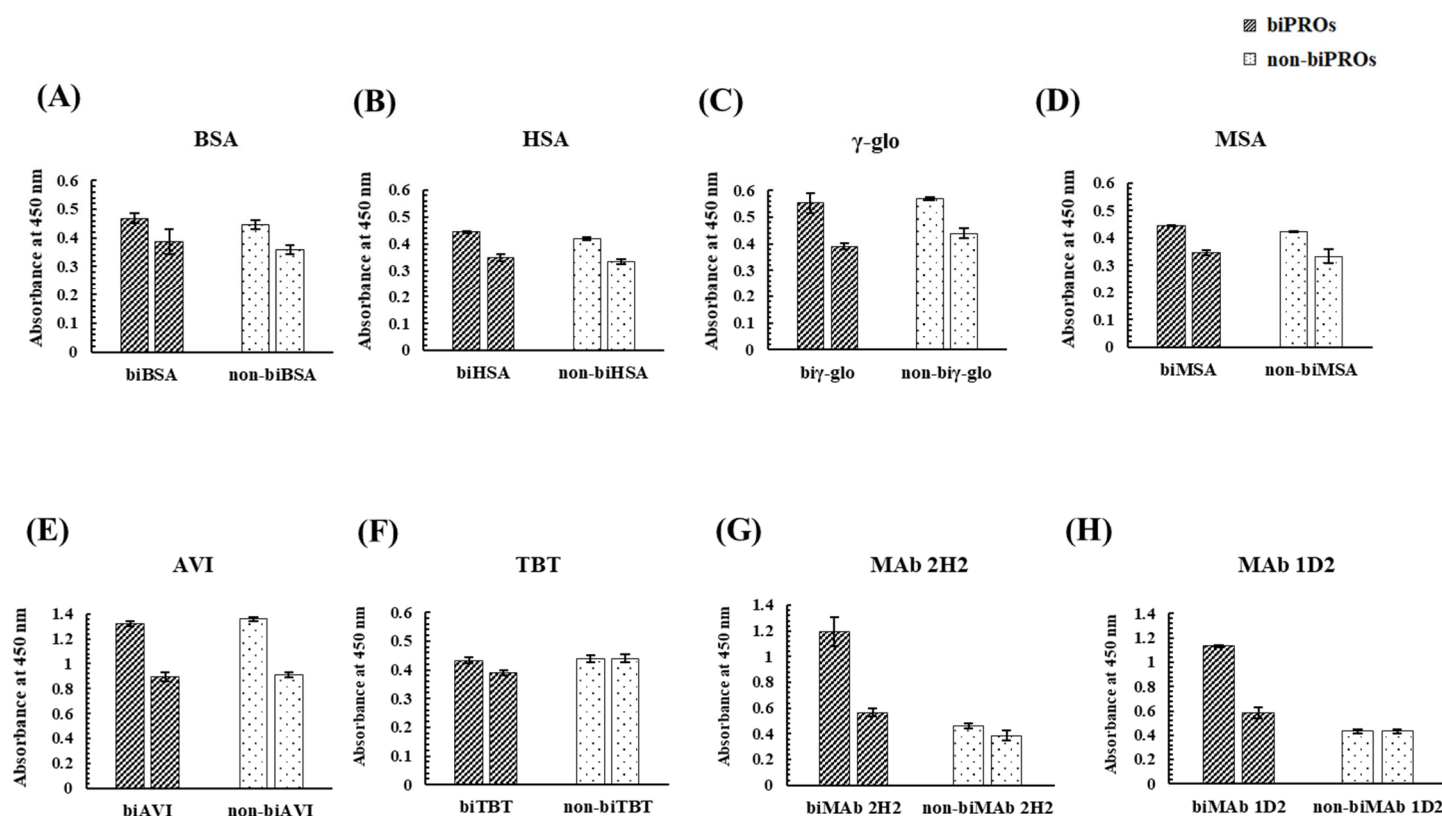 biPROs
non-biPROs
(A)
BSA
Absorbance at 450 nm
0.6
0.5
0.4
0.3
0.2
0.1
0
biBSA non-biBSA
(B)
HSA
Absorbance at 450 nm
0.6
0.5
0.4
0.3
0.2
0.1
0
biHSA non-biHSA
(C)
γ-glo
Absorbance at 450 nm
0.6
0.5
0.4
0.3
0.2
0.1
0
biγ-glo non-biγ-glo
(D)
MSA
Absorbance at 450 nm
0.6
0.5
0.4
0.3
0.2
0.1
0
biMSA non-biMSA
(E)
AVI
Absorbance at 450 nm
1.4
1.2
1
0.8
0.6
0.4
0.2
0
biAVI non-biAVI
(F)
TBT
Absorbance at 450 nm
0.6
0.5
0.4
0.3
0.2
0.1
0
biTBT non-biTBT
(G)
MAb 2H2
Absorbance at 450 nm
1.4
1.2
1
0.8
0.6
0.4
0.2
0
biMAb 2H2 non-biMAb 2H2
(H)
MAb 1D2
Absorbance at 450 nm
1.4
1.2
1
0.8
0.6
0.4
0.2
0
biMAb 1D2 non-biMAb 1D2